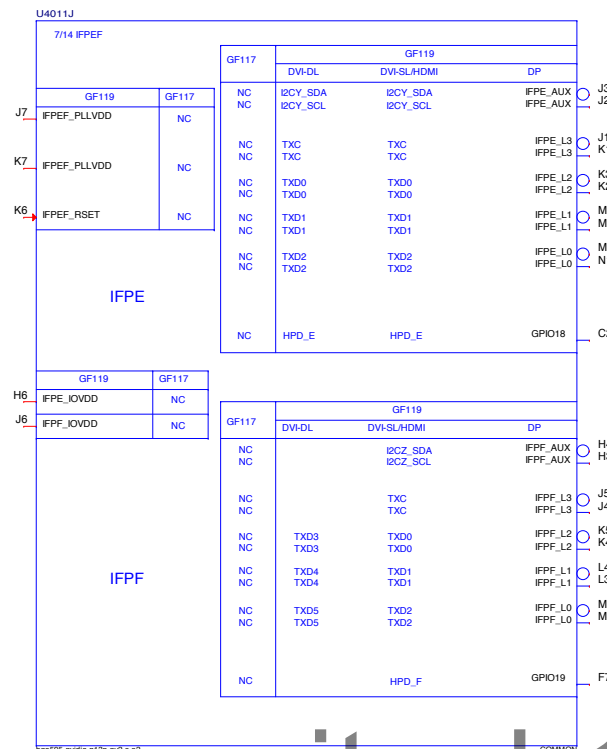 U4011J
7/14 IFPEF
GF117 GF119
DVI-DL DVI-SL/HDMI DP
NC I2CY_SDA I2CY_SDA IFPE_AUX
NC I2CY_SCL I2CY_SCL IFPE_AUX J2
GF119 GF117
J7 IFPEF_PLLVDD NC
K7 IFPEF_PLLVDD NC
K6 IFPEF_RSET NC
NC TXC TXC IFPE_L3
NC TXC TXC IFPE_L3
NC TXD0 TXD0 IFPE_L2
NC TXD0 TXD0 IFPE_L2
NC TXD1 TXD1 IFPE_L1
NC TXD1 TXD1 IFPE_L1
NC TXD2 TXD2 IFPE_L0
NC TXD2 TXD2 IFPE_L0
IFPE
NC HPD_E HPD_E GPIO18
GF119 GF117
H6 IFPE_IOVDD NC
J6 IFPF_IOVDD NC
GF117 GF119
DVI-DL DVI-SL/HDMI DP
NC I2CZ_SDA IFPF_AUX
NC I2CZ_SCL IFPF_AUX
NC TXC IFPF_L3 J5
NC TXC IFPF_L3 J4
NC TXD3 TXD0 IFPF_L2
NC TXD3 TXD0 IFPF_L2
NC TXD4 TXD1 IFPF_L1
NC TXD4 TXD1 IFPF_L1
NC TXD5 TXD2 IFPF_L0
NC TXD5 TXD2 IFPF_L0
IFPF
NC HPD_F GPIO19 F7
COMMON